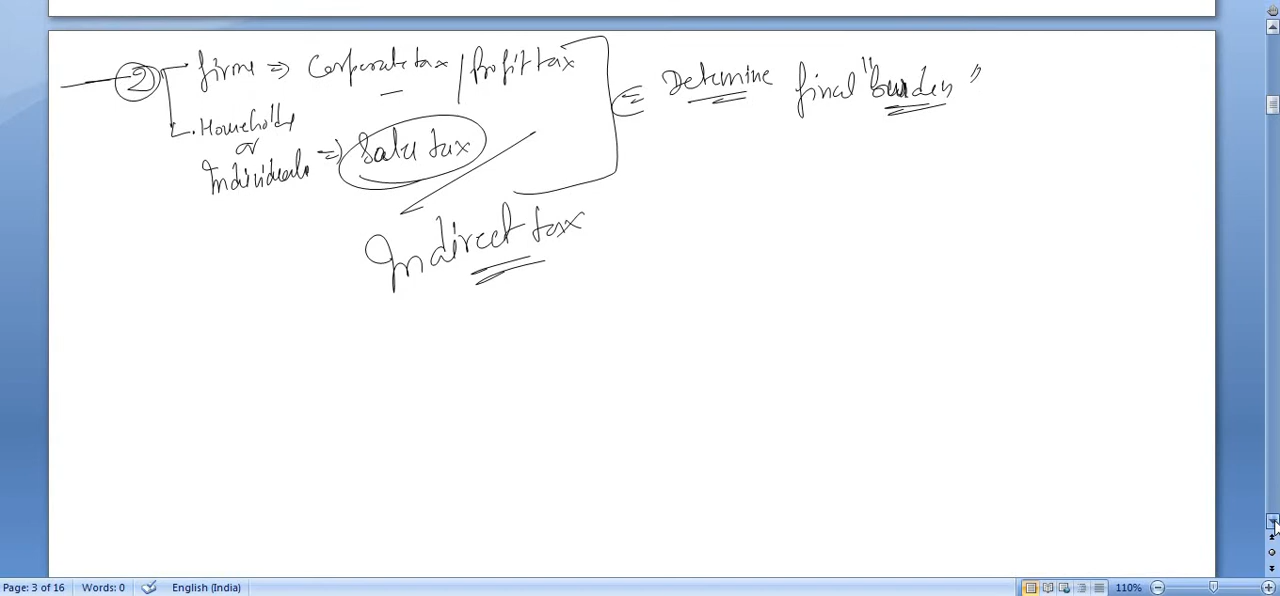 ② firms ⇒ Corporate tax / Profit tax
Households
or
Individuals ⇒ Sales tax
⇐ Determine final "burden"
Indirect tax
Page: 3 of 16 Words: 0 English (India) 110%